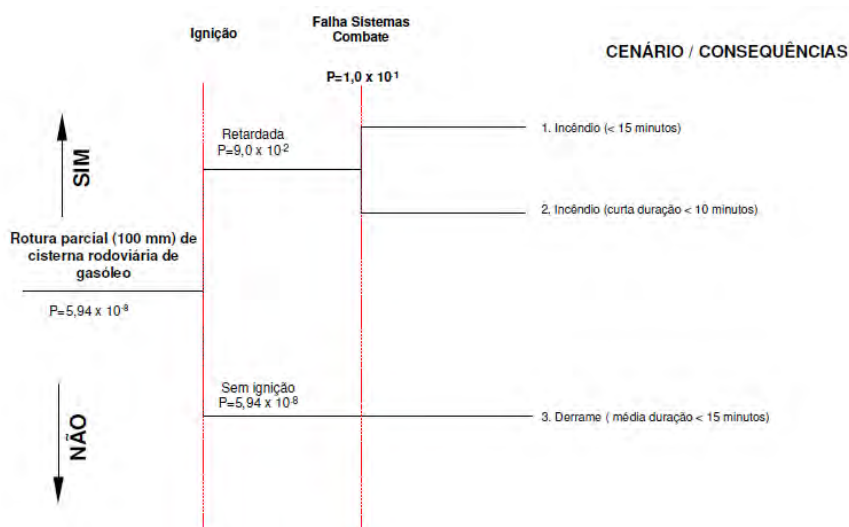 Ignição
Falha Sistemas
Combate
P=1,0 x 10⁻¹
CENÁRIO / CONSEQUÊNCIAS
SIM
Retardada
P=9,0 x 10⁻²
1. Incêndio (< 15 minutos)
2. Incêndio (curta duração < 10 minutos)
Rotura parcial (100 mm) de
cisterna rodoviária de
gasóleo
P=5,94 x 10⁻⁸
Sem ignição
P=5,94 x 10⁻⁸
3. Derrame ( média duração < 15 minutos)
NÃO